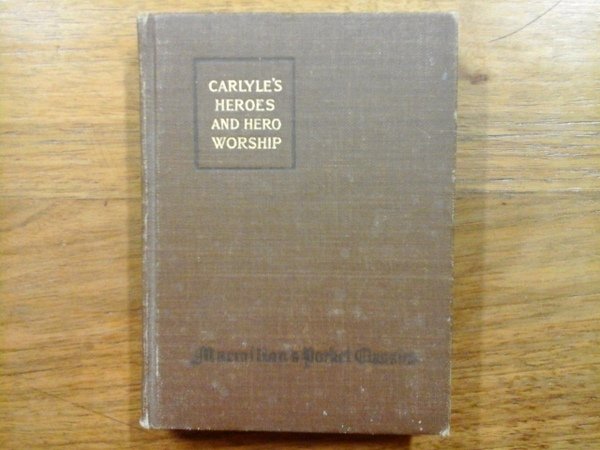 CARLYLE'S
HEROES
AND HERO
WORSHIP
Macmillan's Pocket Classics